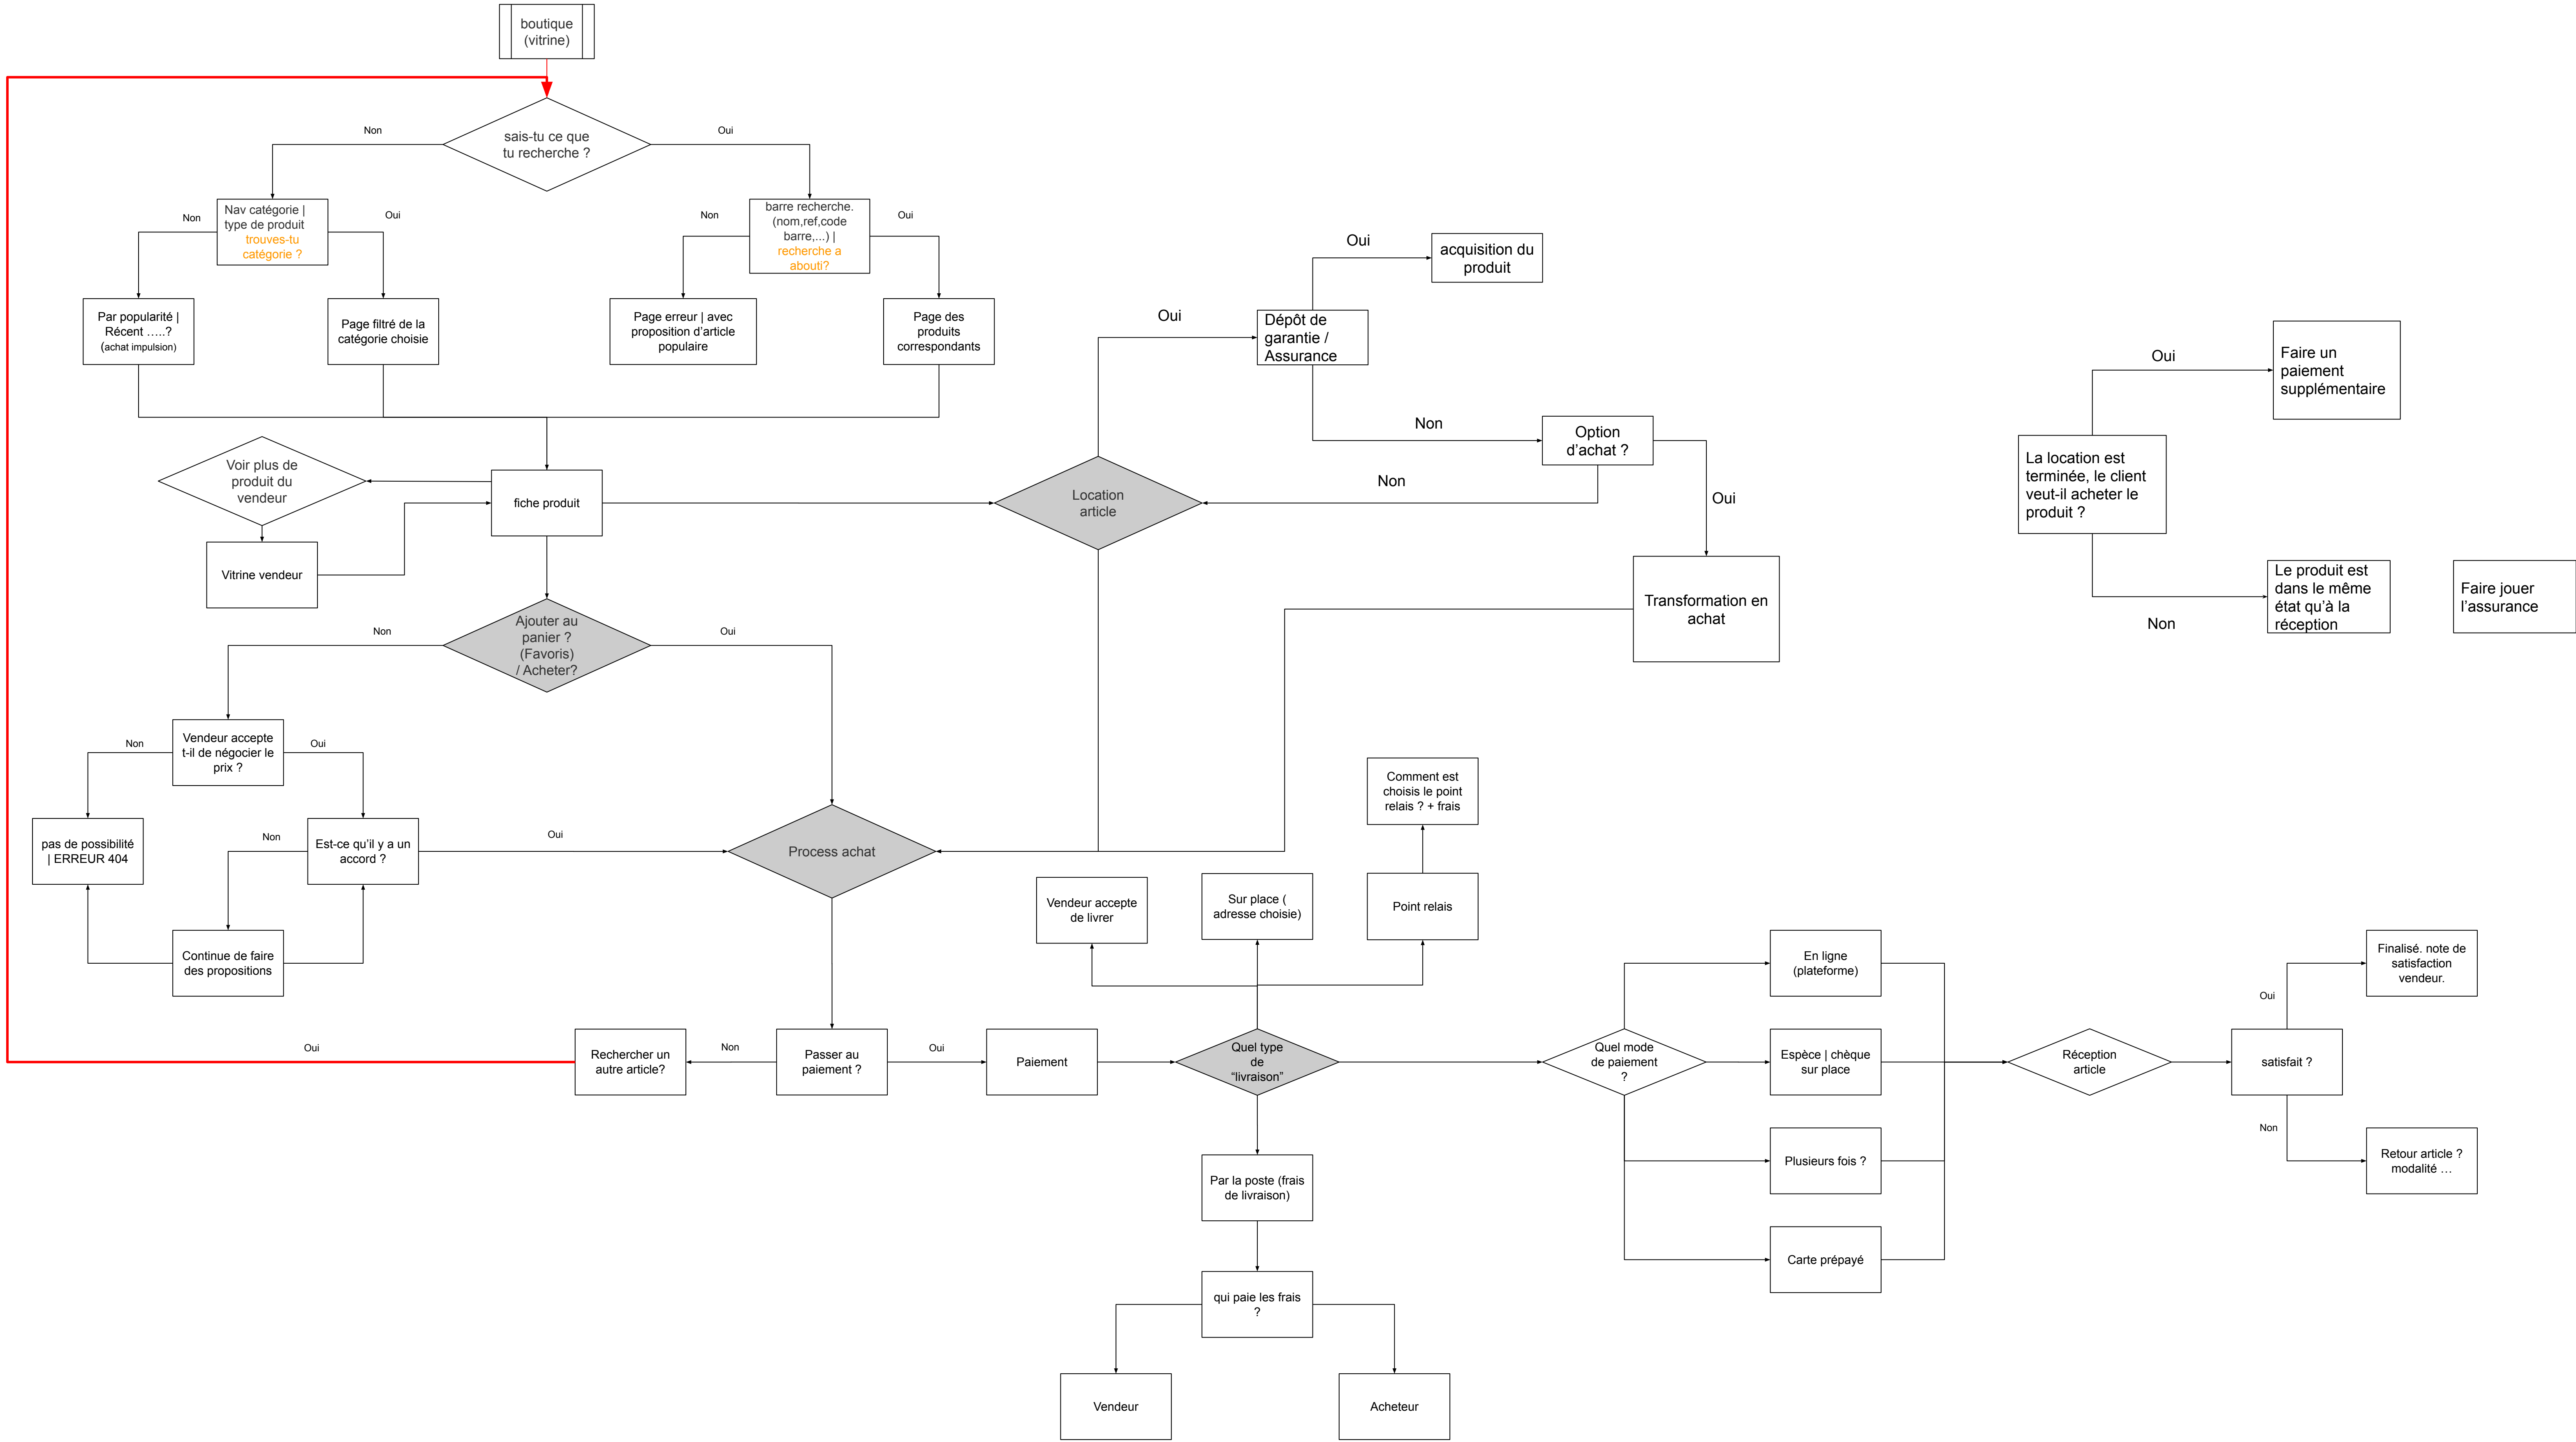 boutique
(vitrine)
Non
Oui
sais-tu ce que
tu recherche ?
Non
Nav catégorie |
type de produit
trouves-tu
catégorie ?
Oui
Non
barre recherche.
(nom,ref,code
barre,...) |
recherche a
abouti?
Oui
Par popularité |
Récent …..?
(achat impulsion)
Page filtré de la
catégorie choisie
Page erreur | avec
proposition d’article
populaire
Page des
produits
correspondants
Oui
acquisition du
produit
Oui
Dépôt de
garantie /
Assurance
Non
Option
d’achat ?
Non
Oui
Voir plus de
produit du
vendeur
fiche produit
Location
article
Vitrine vendeur
Transformation en
achat
Oui
Faire un
paiement
supplémentaire
La location est
terminée, le client
veut-il acheter le
produit ?
Non
Le produit est
dans le même
état qu’à la
réception
Faire jouer
l’assurance
Non
Ajouter au
panier ?
(Favoris)
/ Acheter?
Oui
Non
Vendeur accepte
t-il de négocier le
prix ?
Oui
pas de possibilité
| ERREUR 404
Non
Est-ce qu’il y a un
accord ?
Oui
Process achat
Continue de faire
des propositions
Comment est
choisis le point
relais ? + frais
Vendeur accepte
de livrer
Sur place (
adresse choisie)
Point relais
Oui
Rechercher un
autre article?
Non
Passer au
paiement ?
Oui
Paiement
Quel type
de
“livraison”
Quel mode
de paiement
?
En ligne
(plateforme)
Espèce | chèque
sur place
Plusieurs fois ?
Carte prépayé
Réception
article
satisfait ?
Oui
Finalisé. note de
satisfaction
vendeur.
Non
Retour article ?
modalité …
Par la poste (frais
de livraison)
qui paie les frais
?
Vendeur
Acheteur